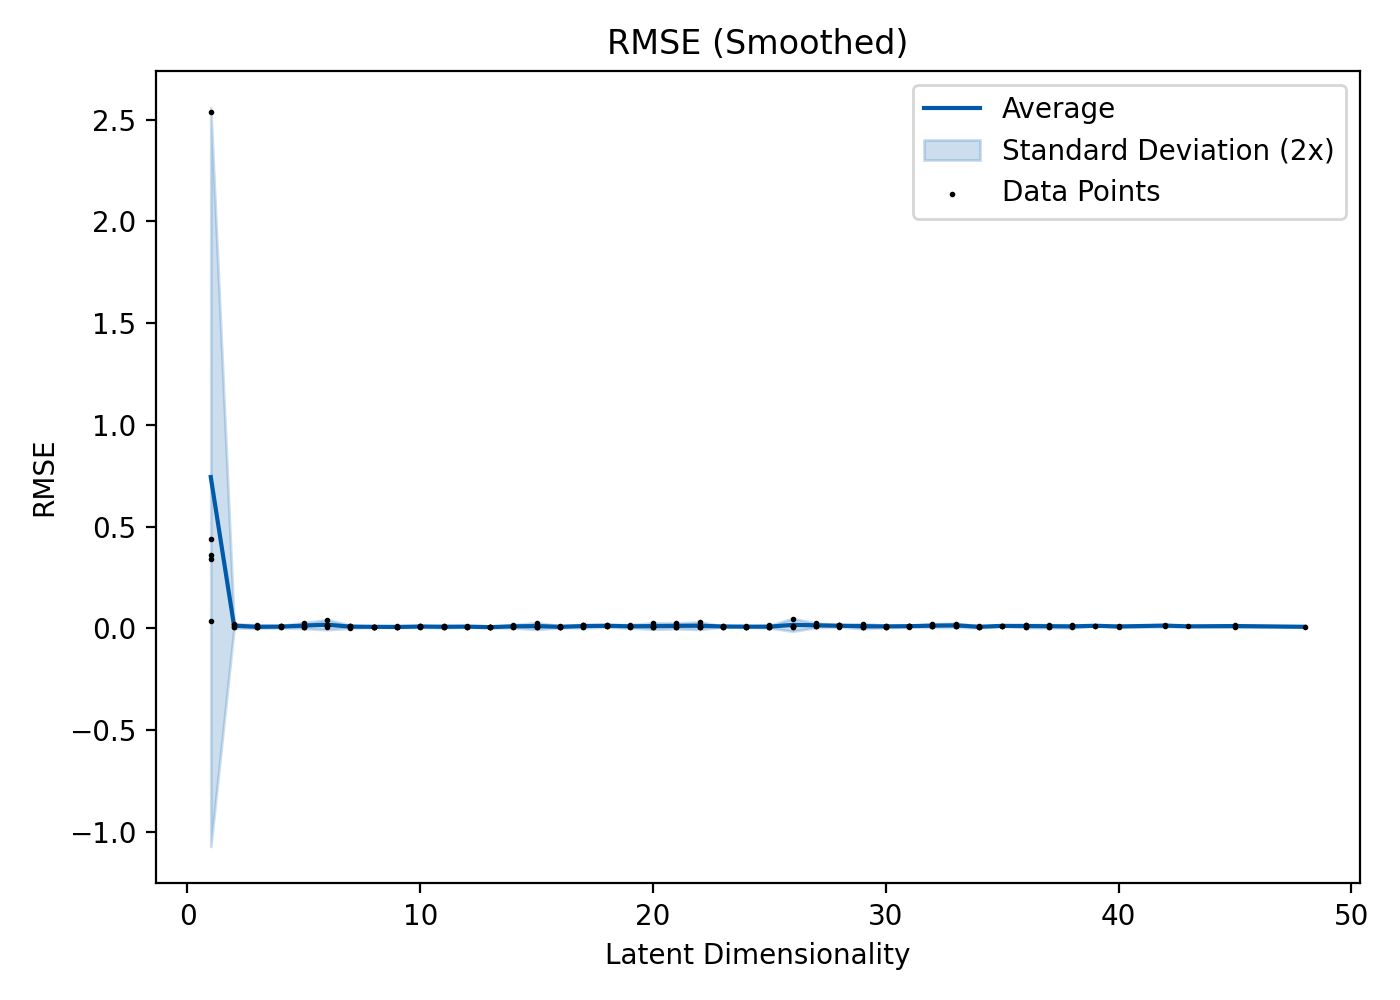 RMSE (Smoothed)
Average
Standard Deviation (2x)
Data Points
2.5
2.0
1.5
1.0
0.5
0.0
−0.5
−1.0
RMSE
0 10 20 30 40 50
Latent Dimensionality